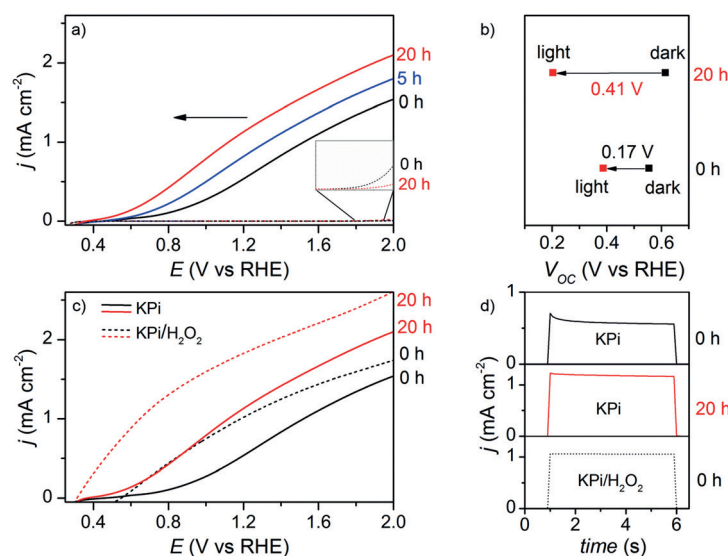 a)
20 h
5 h
0 h
0 h
20 h
j (mA cm⁻²)
2
1
0
0.4 0.8 1.2 1.6 2.0
E (V vs RHE)
b)
light dark
0.41 V
20 h
0.17 V
light dark
0 h
0.2 0.4 0.6
V_OC (V vs RHE)
c)
KPi
KPi/H₂O₂
20 h
20 h
0 h
0 h
j (mA cm⁻²)
2
1
0
0.4 0.8 1.2 1.6 2.0
E (V vs RHE)
d)
1
KPi
0 h
0
1
KPi
20 h
0
1
KPi/H₂O₂
0 h
0
j (mA cm⁻²)
0 2 4 6
time (s)